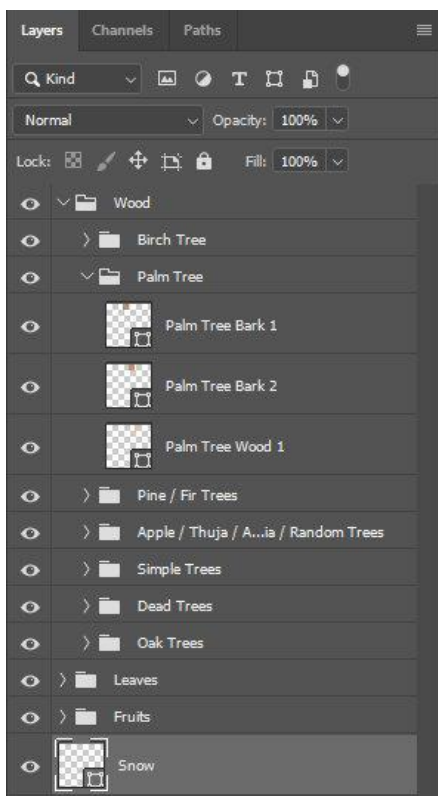 Layers Channels Paths
Kind T
Normal Opacity: 100%
Lock: Fill: 100%
Wood
Birch Tree
Palm Tree
Palm Tree Bark 1
Palm Tree Bark 2
Palm Tree Wood 1
Pine / Fir Trees
Apple / Thuja / A...ia / Random Trees
Simple Trees
Dead Trees
Oak Trees
Leaves
Fruits
Snow